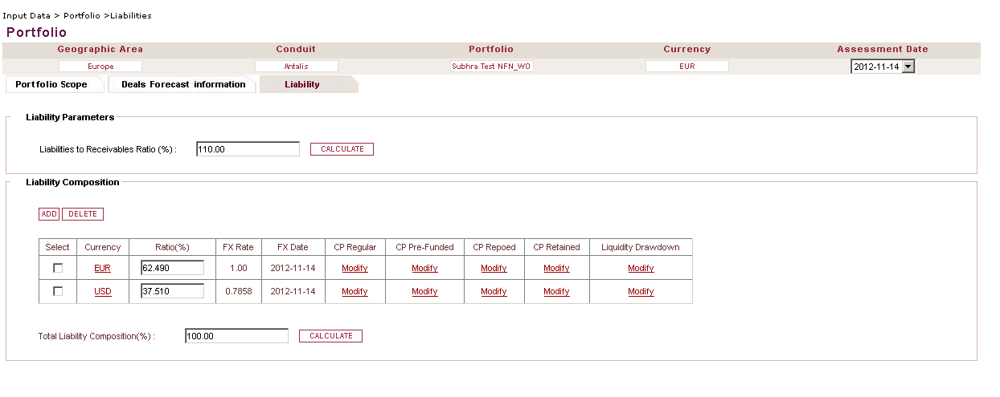 Input Data > Portfolio >Liabilities
Portfolio
Geographic Area Conduit Portfolio Currency Assessment Date
Europe Antalis Subhra Test NFN_WO EUR 2012-11-14
Portfolio Scope Deals Forecast information Liability
Liability Parameters
Liabilities to Receivables Ratio (%) : 110.00 CALCULATE
Liability Composition
ADD DELETE
Select Currency Ratio(%) FX Rate FX Date CP Regular CP Pre-Funded CP Repoed CP Retained Liquidity Drawdown
EUR 62.490 1.00 2012-11-14 Modify Modify Modify Modify Modify
USD 37.510 0.7858 2012-11-14 Modify Modify Modify Modify Modify
Total Liability Composition(%) : 100.00 CALCULATE